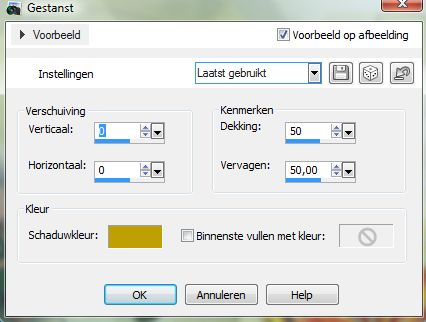 Gestanst
Voorbeeld
Voorbeeld op afbeelding
Instellingen
Laatst gebruikt
Verschuiving
Verticaal:
0
Horizontaal:
0
Kenmerken
Dekking:
50
Vervagen:
50,00
Kleur
Schaduwkleur:
Binnenste vullen met kleur:
OK
Annuleren
Help